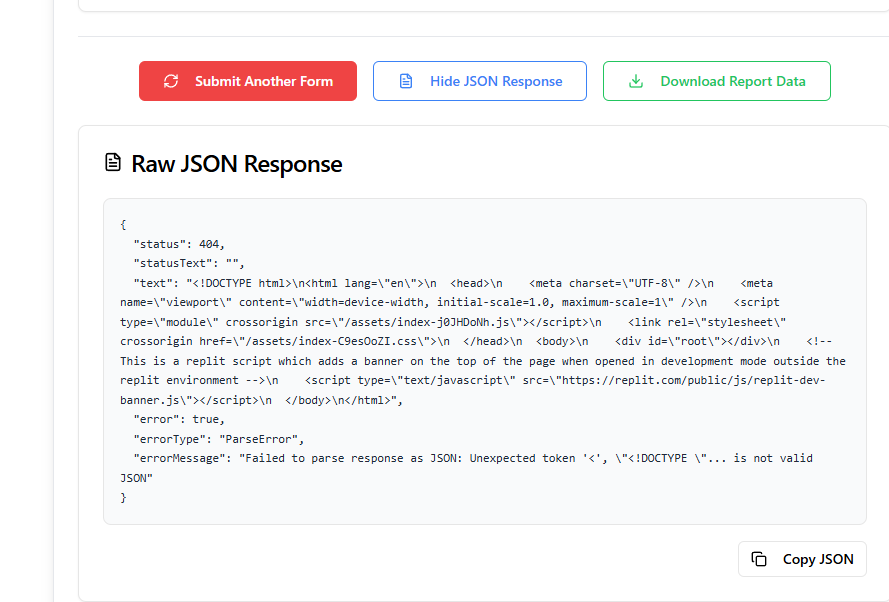 Submit Another Form
Hide JSON Response
Download Report Data
Raw JSON Response
{
  "status": 404,
  "statusText": "",
  "text": "<!DOCTYPE html>\n<html lang=\"en\">\n  <head>\n    <meta charset=\"UTF-8\" />\n    <meta
name=\"viewport\" content=\"width=device-width, initial-scale=1.0, maximum-scale=1\" />\n    <script
type=\"module\" crossorigin src=\"/assets/index-j0JHDoNh.js\"></script>\n    <link rel=\"stylesheet\"
crossorigin href=\"/assets/index-C9esOoZI.css\">\n  </head>\n  <body>\n    <div id=\"root\"></div>\n    <!--
This is a replit script which adds a banner on the top of the page when opened in development mode outside the
replit environment -->\n    <script type=\"text/javascript\" src=\"https://replit.com/public/js/replit-dev-
banner.js\"></script>\n  </body>\n</html>",
  "error": true,
  "errorType": "ParseError",
  "errorMessage": "Failed to parse response as JSON: Unexpected token '<', \"<!DOCTYPE \"... is not valid
JSON"
}
Copy JSON